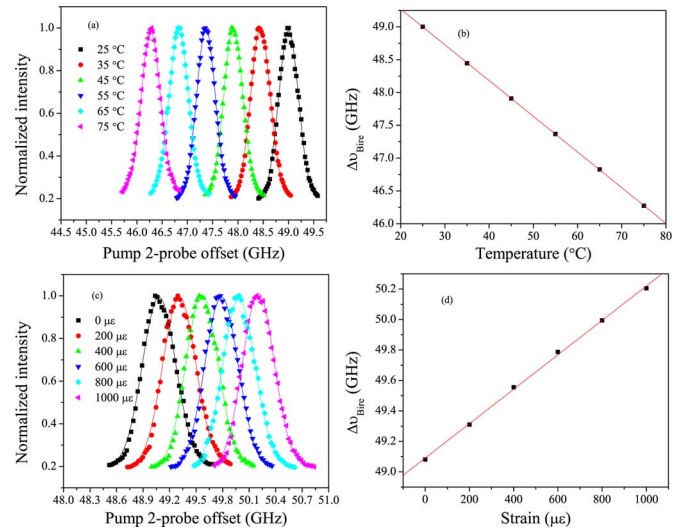 (a)
25 °C
35 °C
45 °C
55 °C
65 °C
75 °C
Normalized intensity
1.0
0.8
0.6
0.4
0.2
44.5 45.0 45.5 46.0 46.5 47.0 47.5 48.0 48.5 49.0 49.5
Pump 2-probe offset (GHz)
(b)
ΔυBire (GHz)
49.0
48.5
48.0
47.5
47.0
46.5
46.0
20 30 40 50 60 70 80
Temperature (°C)
(c)
0 με
200 με
400 με
600 με
800 με
1000 με
Normalized intensity
1.0
0.8
0.6
0.4
0.2
48.0 48.3 48.6 48.9 49.2 49.5 49.8 50.1 50.4 50.7 51.0
Pump 2-probe offset (GHz)
(d)
ΔυBire (GHz)
50.2
50.0
49.8
49.6
49.4
49.2
49.0
0 200 400 600 800 1000
Strain (με)